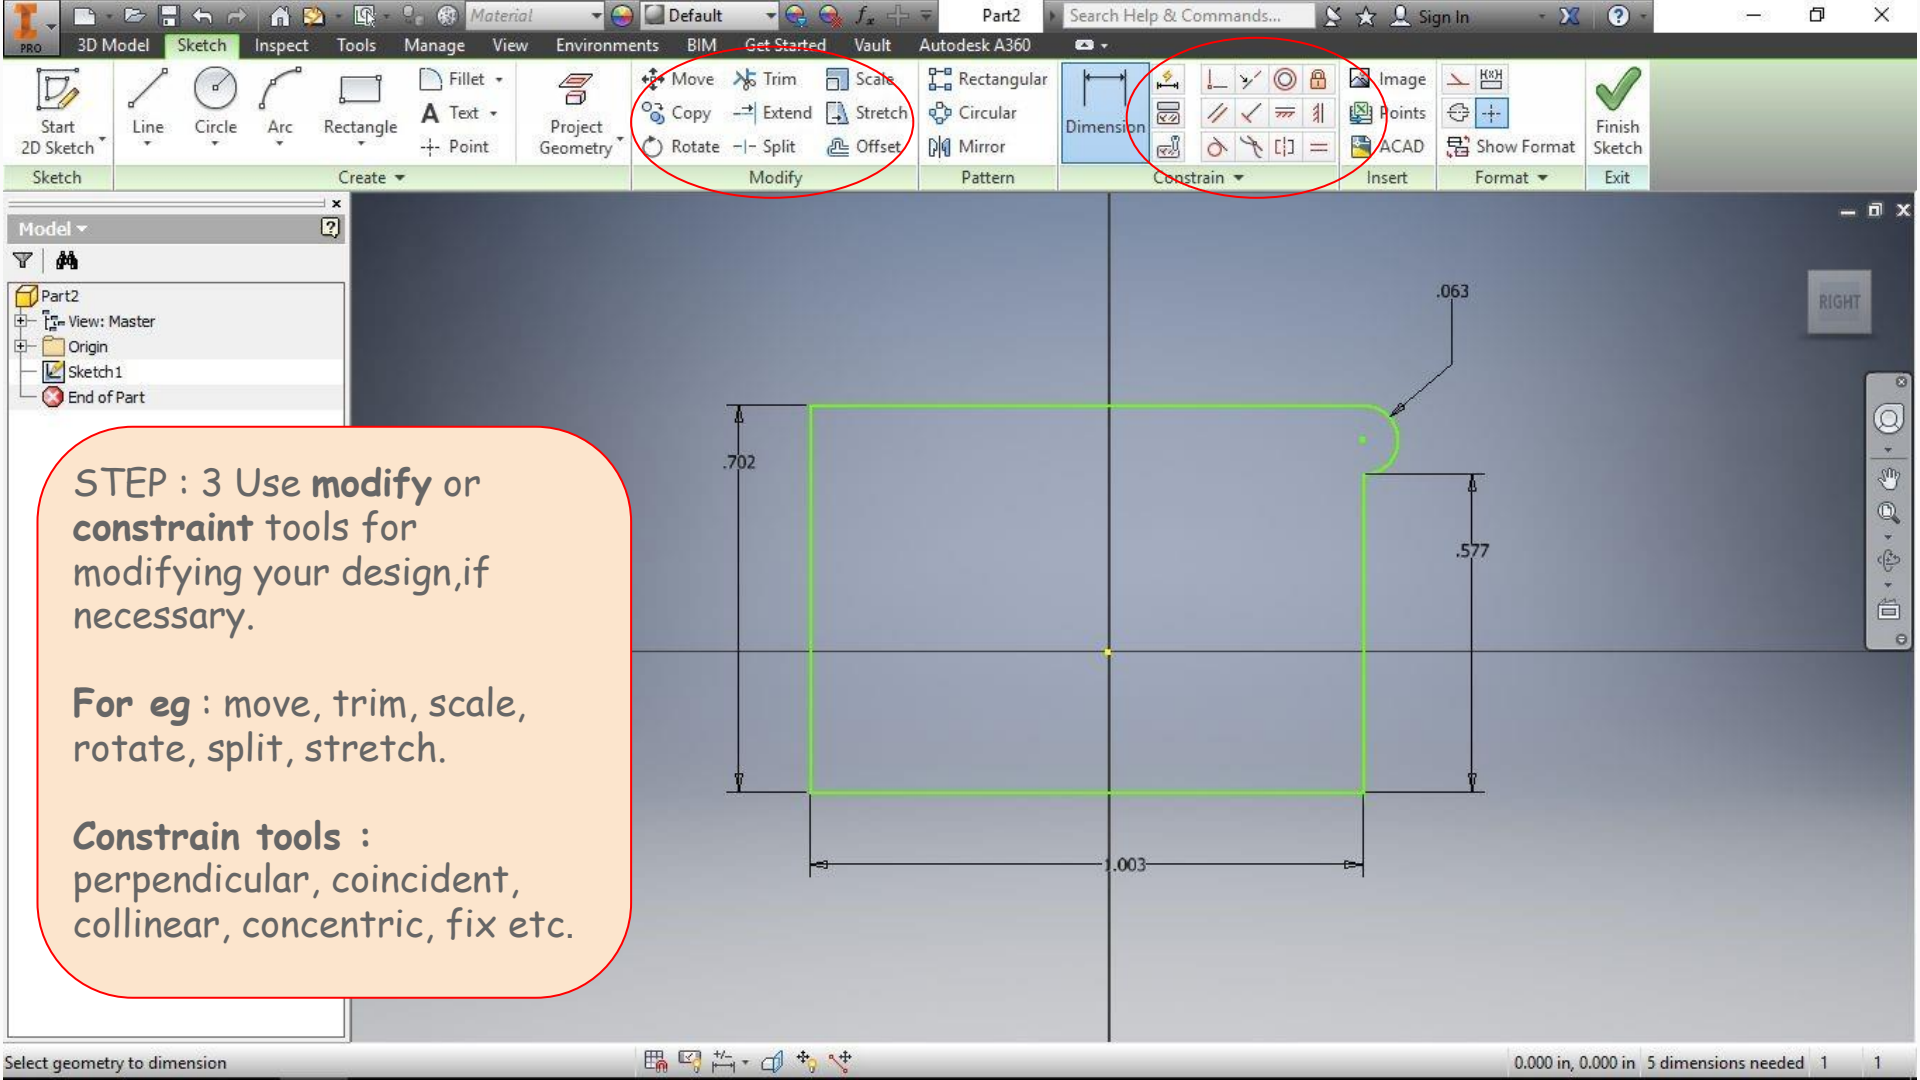 Material
Default
Part2
Search Help & Commands...
Sign In
PRO
3D Model
Sketch
Inspect
Tools
Manage
View
Environments
BIM
Get Started
Vault
Autodesk A360
Start
2D Sketch
Line
Circle
Arc
Rectangle
Fillet
A Text
Point
Project
Geometry
Move
Copy
Rotate
Trim
Extend
Split
Scale
Stretch
Offset
Rectangular
Circular
Mirror
Dimension
Image
Points
ACAD
Show Format
Finish
Sketch
Sketch
Create
Modify
Pattern
Constrain
Insert
Format
Exit
Model
Part2
View: Master
Origin
Sketch1
End of Part
RIGHT
.063
.702
.577
1.003
STEP : 3 Use modify or
constraint tools for
modifying your design,if
necessary.
For eg : move, trim, scale,
rotate, split, stretch.
Constrain tools :
perpendicular, coincident,
collinear, concentric, fix etc.
Select geometry to dimension
0.000 in, 0.000 in
5 dimensions needed
1
1